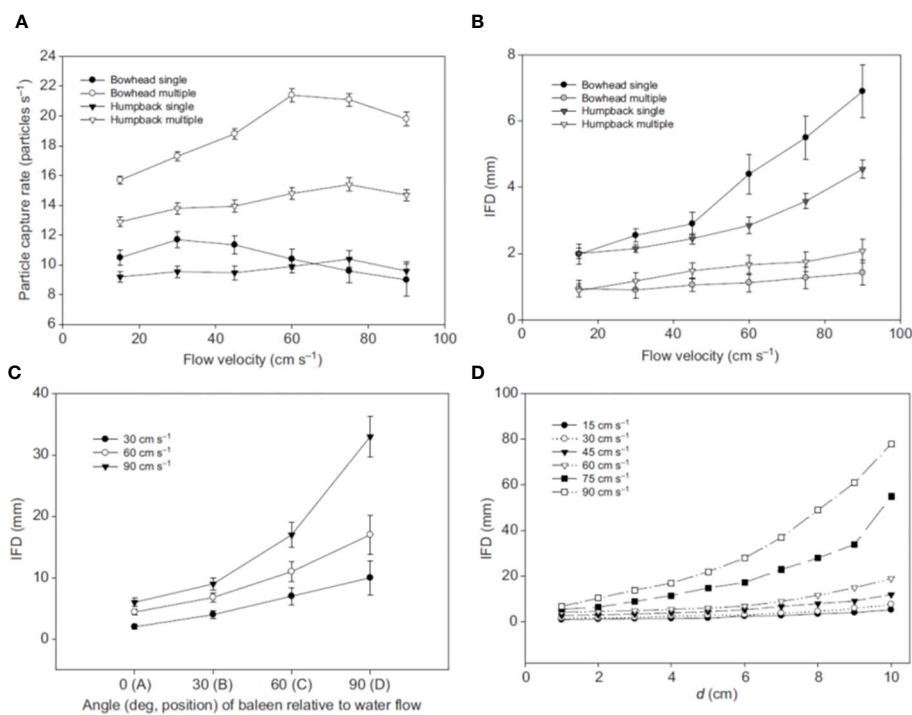 A
Particle capture rate (particles s⁻¹)
24
22
20
18
16
14
12
10
8
6
Bowhead single
Bowhead multiple
Humpback single
Humpback multiple
0 20 40 60 80 100
Flow velocity (cm s⁻¹)
B
IFD (mm)
8
6
4
2
0
Bowhead single
Bowhead multiple
Humpback single
Humpback multiple
0 20 40 60 80 100
Flow velocity (cm s⁻¹)
C
IFD (mm)
40
30
20
10
0
30 cm s⁻¹
60 cm s⁻¹
90 cm s⁻¹
0 (A) 30 (B) 60 (C) 90 (D)
Angle (deg, position) of baleen relative to water flow
D
IFD (mm)
100
80
60
40
20
0
15 cm s⁻¹
30 cm s⁻¹
45 cm s⁻¹
60 cm s⁻¹
75 cm s⁻¹
90 cm s⁻¹
0 2 4 6 8 10
d (cm)